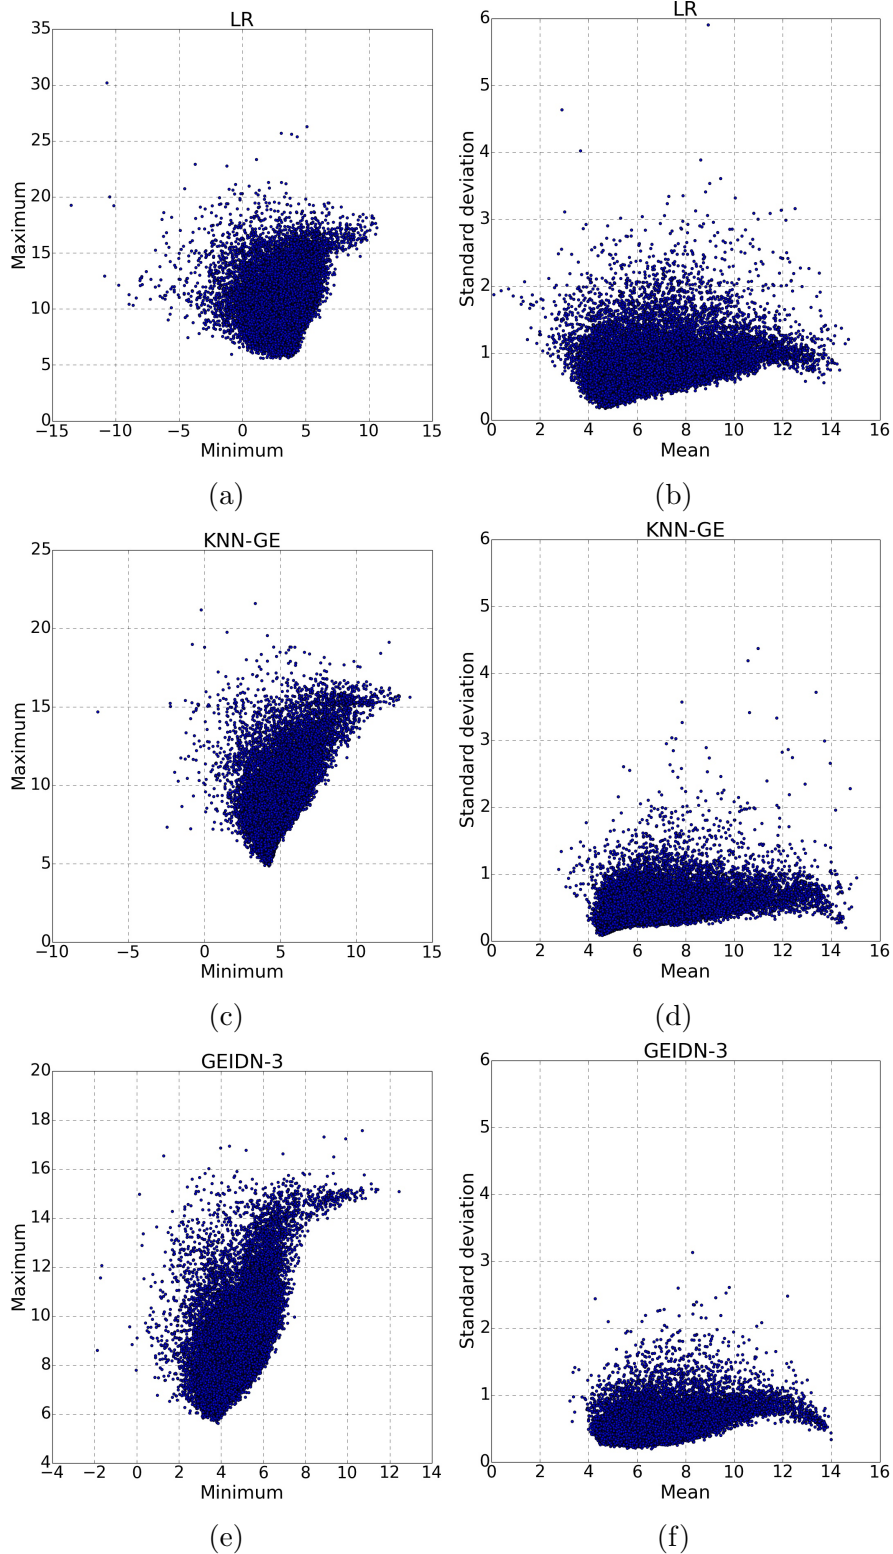 LR
35
30
25
20
15
10
5
0
−15 −10 −5 0 5 10 15
Maximum
Minimum
(a)
LR
6
5
4
3
2
1
0
0 2 4 6 8 10 12 14 16
Standard deviation
Mean
(b)
KNN-GE
25
20
15
10
5
0
−10 −5 0 5 10 15
Maximum
Minimum
(c)
KNN-GE
6
5
4
3
2
1
0
0 2 4 6 8 10 12 14 16
Standard deviation
Mean
(d)
GEIDN-3
20
18
16
14
12
10
8
6
4
−4 −2 0 2 4 6 8 10 12 14
Maximum
Minimum
(e)
GEIDN-3
6
5
4
3
2
1
0
0 2 4 6 8 10 12 14 16
Standard deviation
Mean
(f)